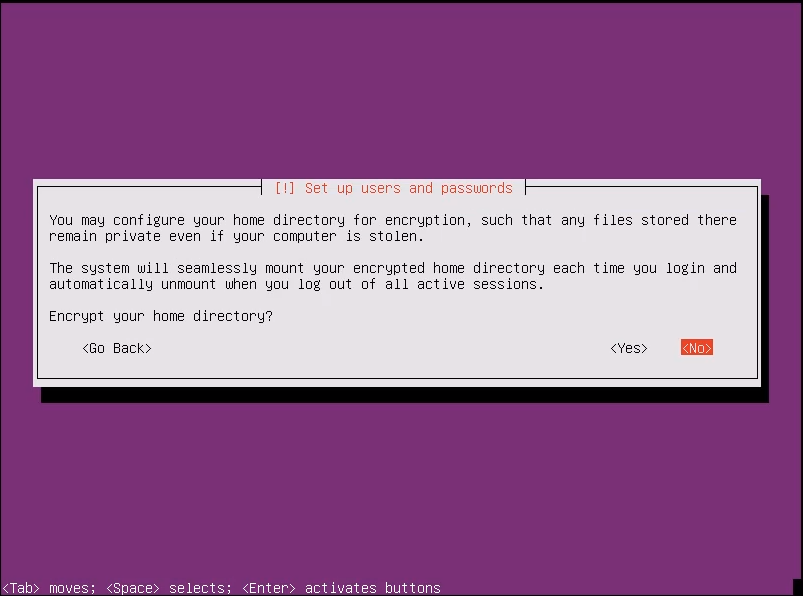 [!] Set up users and passwords
You may configure your home directory for encryption, such that any files stored there
remain private even if your computer is stolen.
The system will seamlessly mount your encrypted home directory each time you login and
automatically unmount when you log out of all active sessions.
Encrypt your home directory?
<Go Back> <Yes> <No>
<Tab> moves; <Space> selects; <Enter> activates buttons